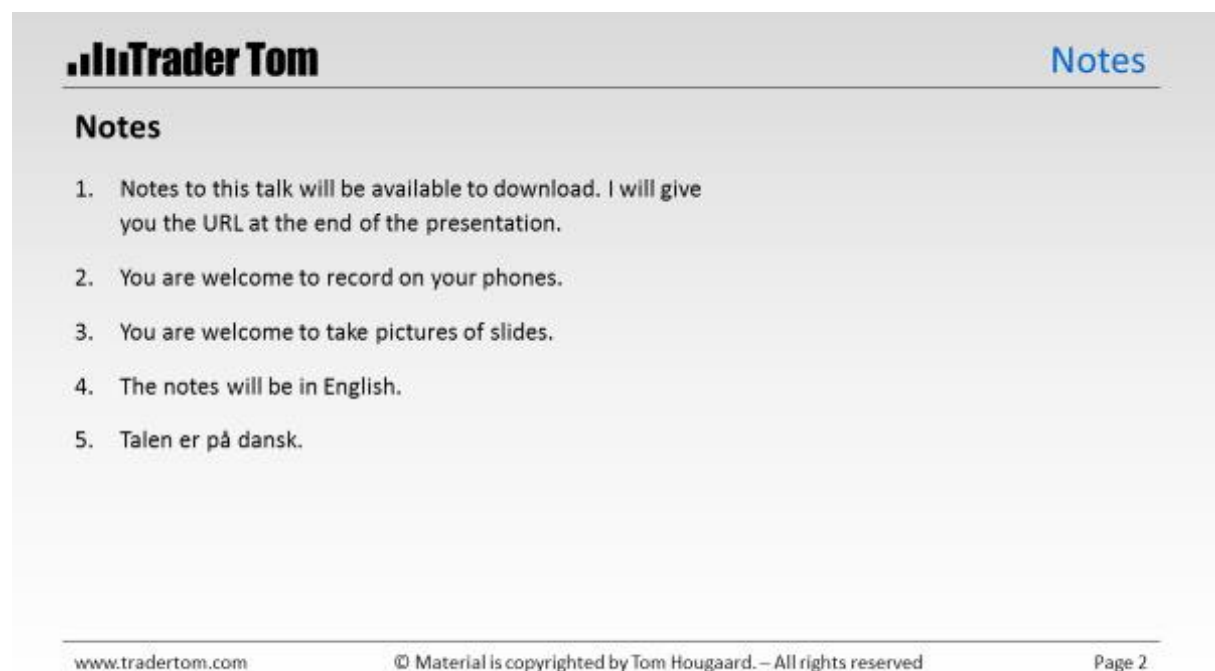 Trader Tom
Notes
Notes
1. Notes to this talk will be available to download. I will give
you the URL at the end of the presentation.
2. You are welcome to record on your phones.
3. You are welcome to take pictures of slides.
4. The notes will be in English.
5. Talen er på dansk.
www.tradertom.com
© Material is copyrighted by Tom Hougaard. – All rights reserved
Page 2